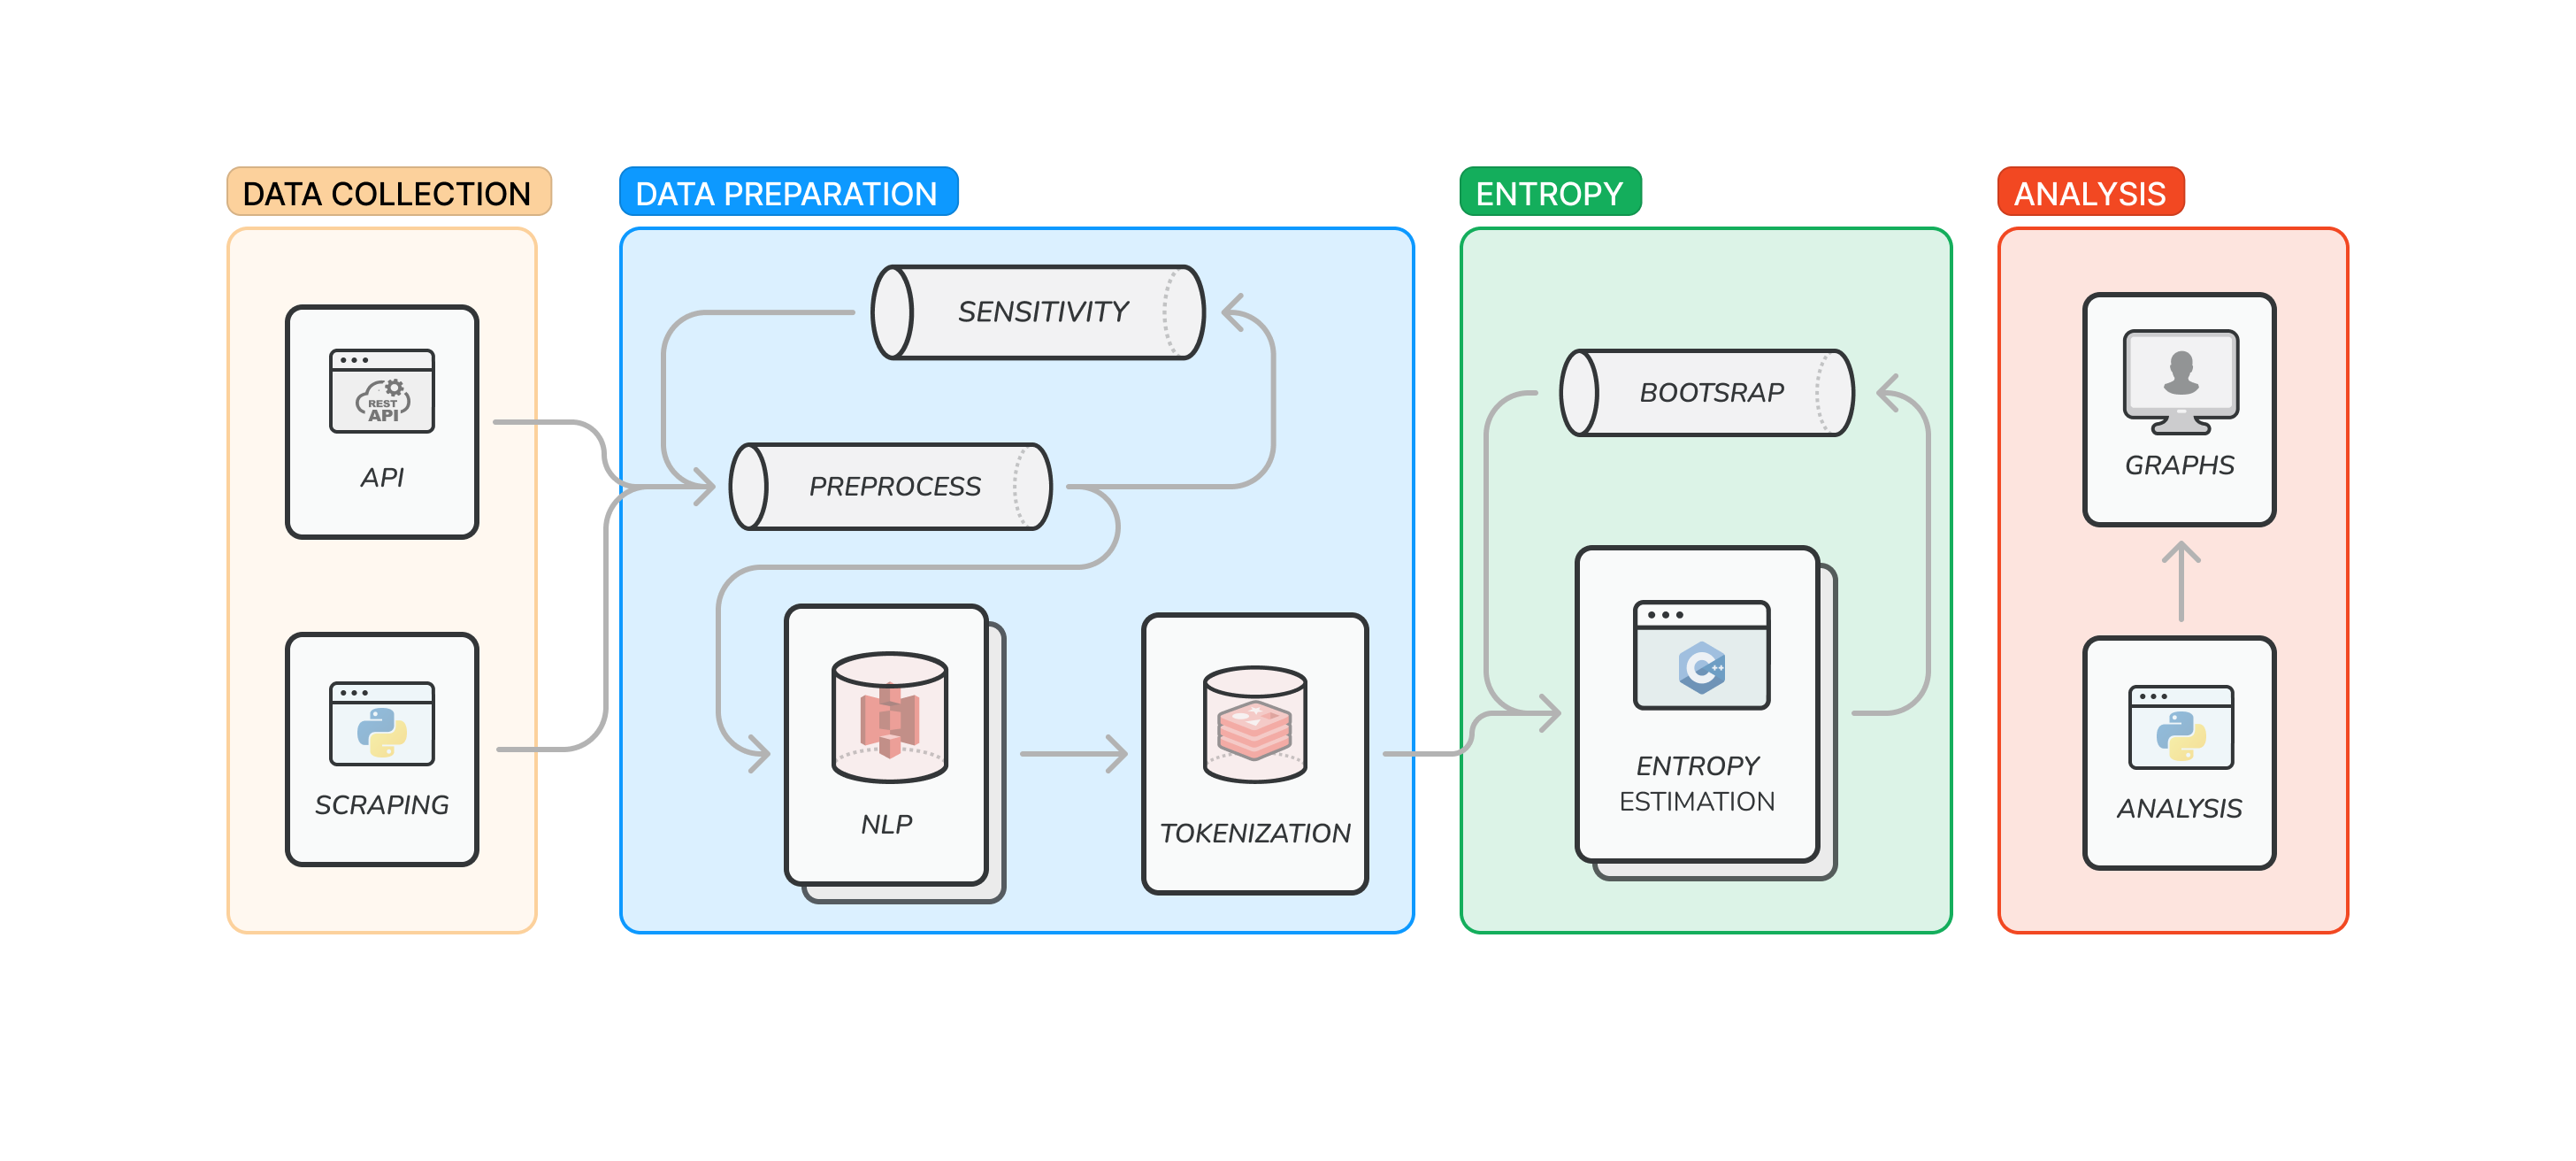 DATA COLLECTION
REST
API
API
SCRAPING
DATA PREPARATION
SENSITIVITY
PREPROCESS
NLP
TOKENIZATION
ENTROPY
BOOTSRAP
C++
ENTROPY
ESTIMATION
ANALYSIS
GRAPHS
ANALYSIS